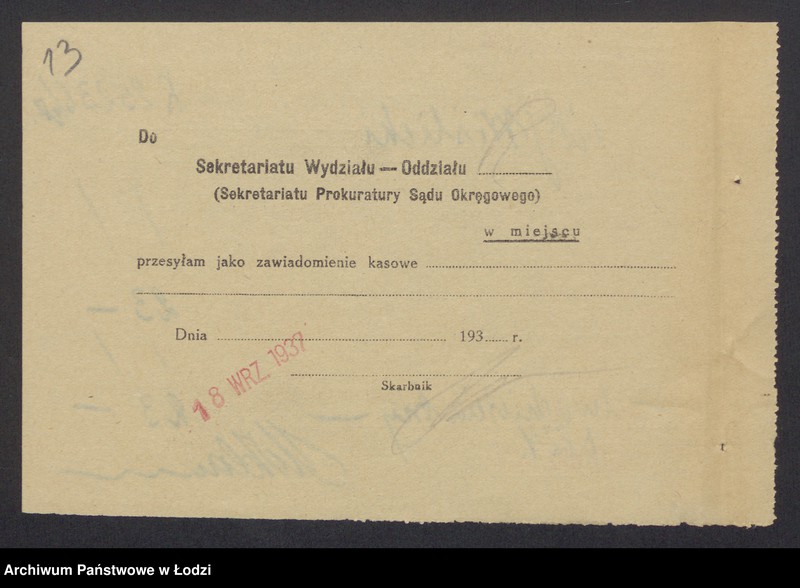 13
Do
Sekretariatu Wydziału — Oddziału ....................
(Sekretariatu Prokuratury Sądu Okręgowego)
w miejscu
przesyłam jako zawiadomienie kasowe
Dnia .................... 193...... r.
18 WRZ. 1937
Skarbnik
Archiwum Państwowe w Łodzi